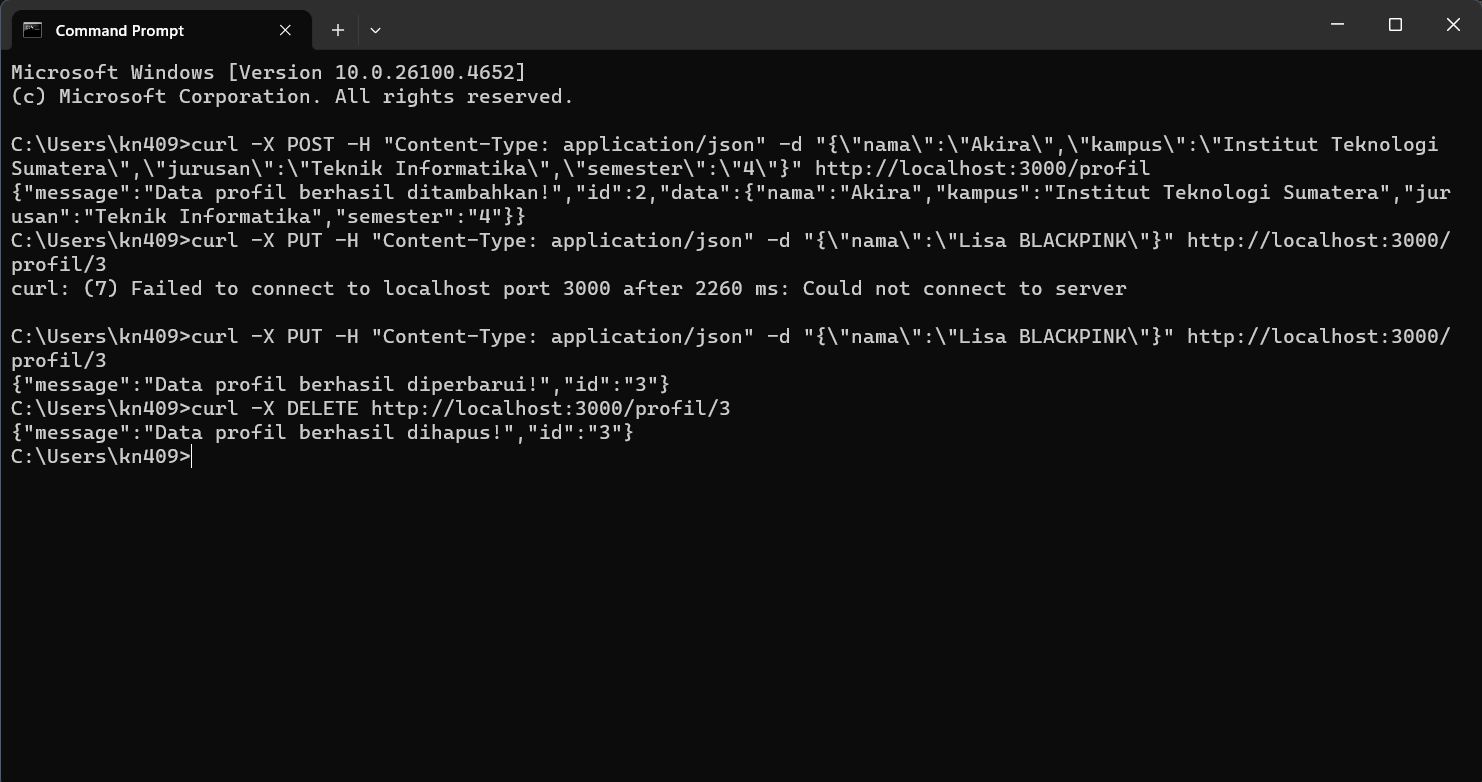 Command Prompt
Microsoft Windows [Version 10.0.26100.4652]
(c) Microsoft Corporation. All rights reserved.
C:\Users\kn409>curl -X POST -H "Content-Type: application/json" -d "{\"nama\":\"Akira\",\"kampus\":\"Institut Teknologi
Sumatera\",\"jurusan\":\"Teknik Informatika\",\"semester\":\"4\"}" http://localhost:3000/profil
{"message":"Data profil berhasil ditambahkan!","id":2,"data":{"nama":"Akira","kampus":"Institut Teknologi Sumatera","jur
usan":"Teknik Informatika","semester":"4"}}
C:\Users\kn409>curl -X PUT -H "Content-Type: application/json" -d "{\"nama\":\"Lisa BLACKPINK\"}" http://localhost:3000/
profil/3
curl: (7) Failed to connect to localhost port 3000 after 2260 ms: Could not connect to server
C:\Users\kn409>curl -X PUT -H "Content-Type: application/json" -d "{\"nama\":\"Lisa BLACKPINK\"}" http://localhost:3000/
profil/3
{"message":"Data profil berhasil diperbarui!","id":"3"}
C:\Users\kn409>curl -X DELETE http://localhost:3000/profil/3
{"message":"Data profil berhasil dihapus!","id":"3"}
C:\Users\kn409>